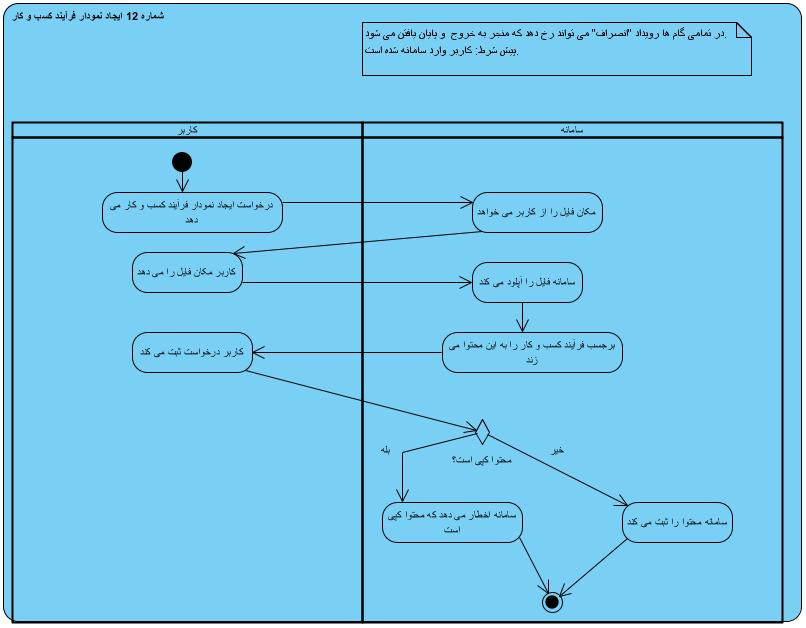 شماره 12 ایجاد نمودار فرآیند کسب و کار
در تمامی گام ها رویداد "انصراف" می تواند رخ دهد که منجر به خروج و پایان یافتن می شود.
پیش شرط: کاربر وارد سامانه شده است.
کاربر
سامانه
درخواست ایجاد نمودار فرآیند کسب و کار می
دهد
مکان فایل را از کاربر می خواهد
کاربر مکان فایل را می دهد
سامانه فایل را آپلود می کند
برچسب فرآیند کسب و کار را به این محتوا می
زند
کاربر درخواست ثبت می کند
محتوا کپی است؟
بله
خیر
سامانه اخطار می دهد که محتوا کپی
است
سامانه محتوا را ثبت می کند